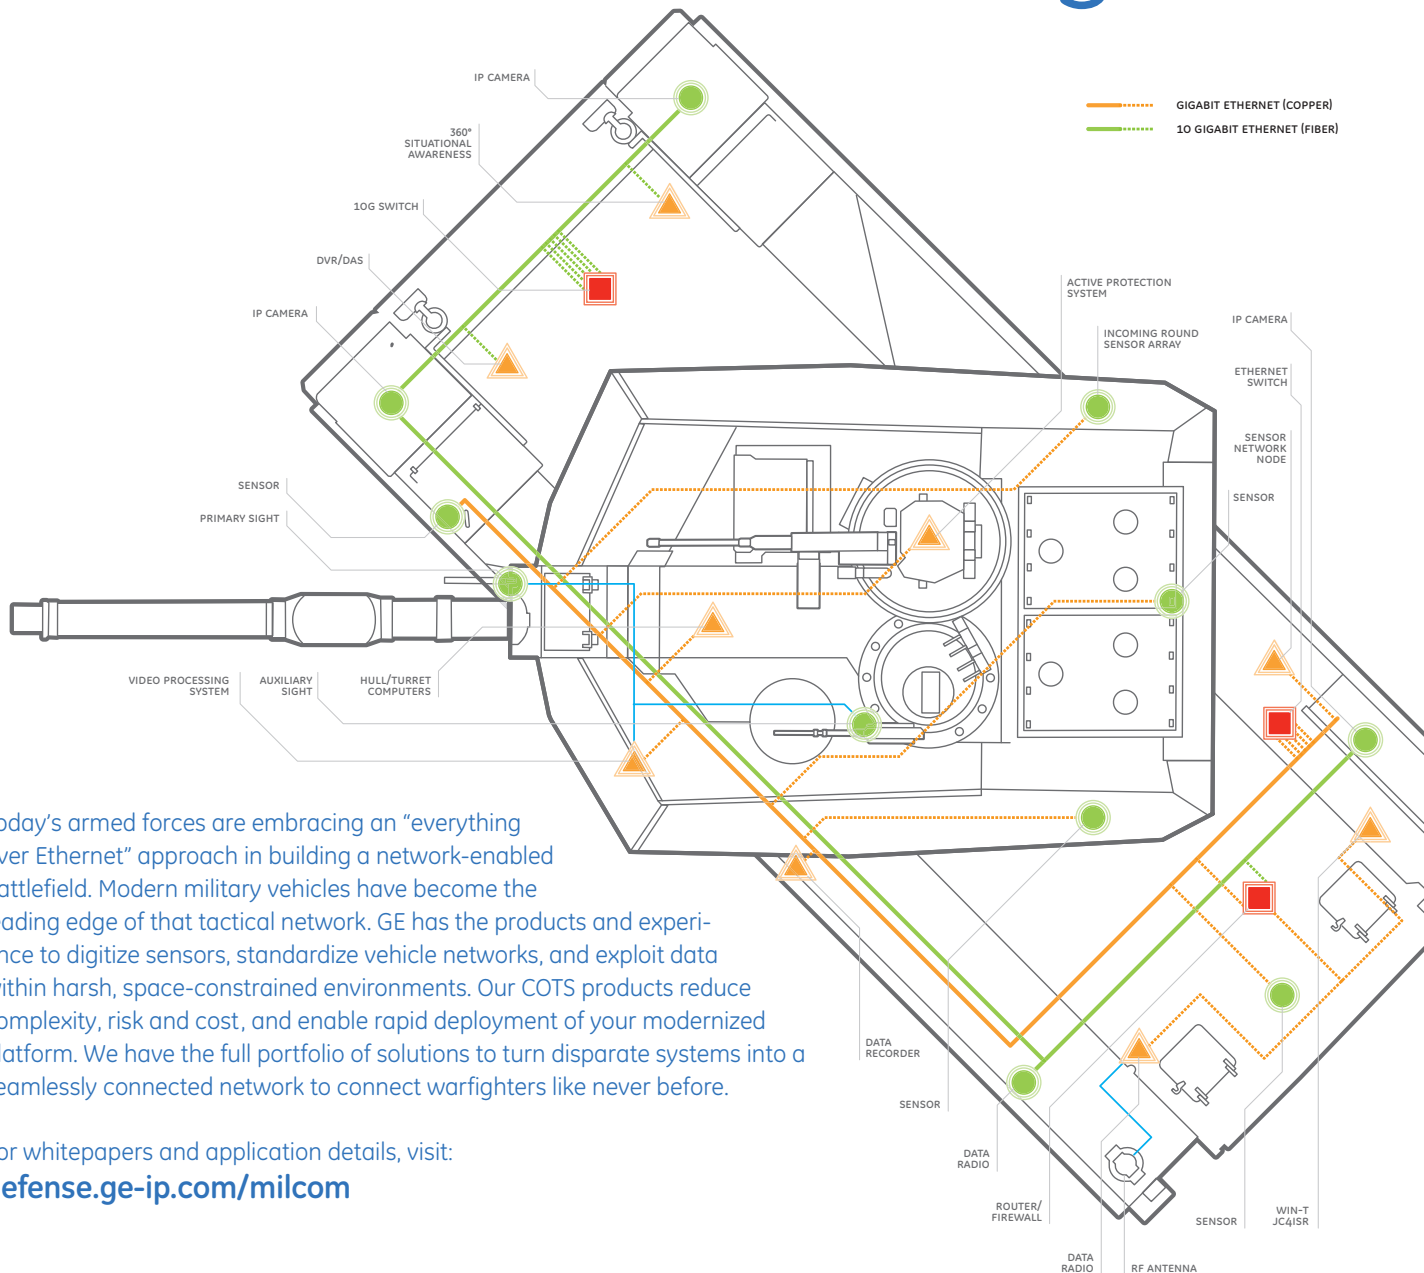 IP CAMERA
360°
SITUATIONAL
AWARENESS
10G SWITCH
DVR/DAS
IP CAMERA
SENSOR
PRIMARY SIGHT
VIDEO PROCESSING
SYSTEM
AUXILIARY
SIGHT
HULL/TURRET
COMPUTERS
GIGABIT ETHERNET (COPPER)
10 GIGABIT ETHERNET (FIBER)
ACTIVE PROTECTION
SYSTEM
INCOMING ROUND
SENSOR ARRAY
IP CAMERA
ETHERNET
SWITCH
SENSOR
NETWORK
NODE
SENSOR
oday's armed forces are embracing an “everything
ver Ethernet” approach in building a network-enabled
attlefield. Modern military vehicles have become the
eading edge of that tactical network. GE has the products and experi-
nce to digitize sensors, standardize vehicle networks, and exploit data
within harsh, space-constrained environments. Our COTS products reduce
omplexity, risk and cost, and enable rapid deployment of your modernized
latform. We have the full portfolio of solutions to turn disparate systems into a
eamlessly connected network to connect warfighters like never before.
or whitepapers and application details, visit:
efense.ge-ip.com/milcom
DATA
RECORDER
SENSOR
DATA
RADIO
ROUTER/
FIREWALL
DATA
RADIO
RF ANTENNA
SENSOR
WIN-T
JC4ISR